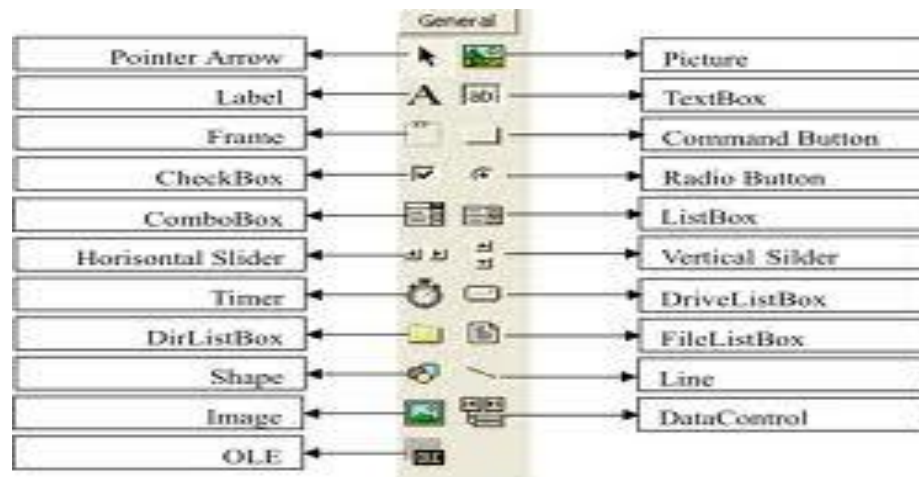 General
Pointer Arrow
Picture
Label
A
ab
TextBox
Frame
Command Button
CheckBox
Radio Button
ComboBox
ListBox
Horisontal Slider
Vertical Silder
Timer
DriveListBox
DirListBox
FileListBox
Shape
Line
Image
DataControl
OLE